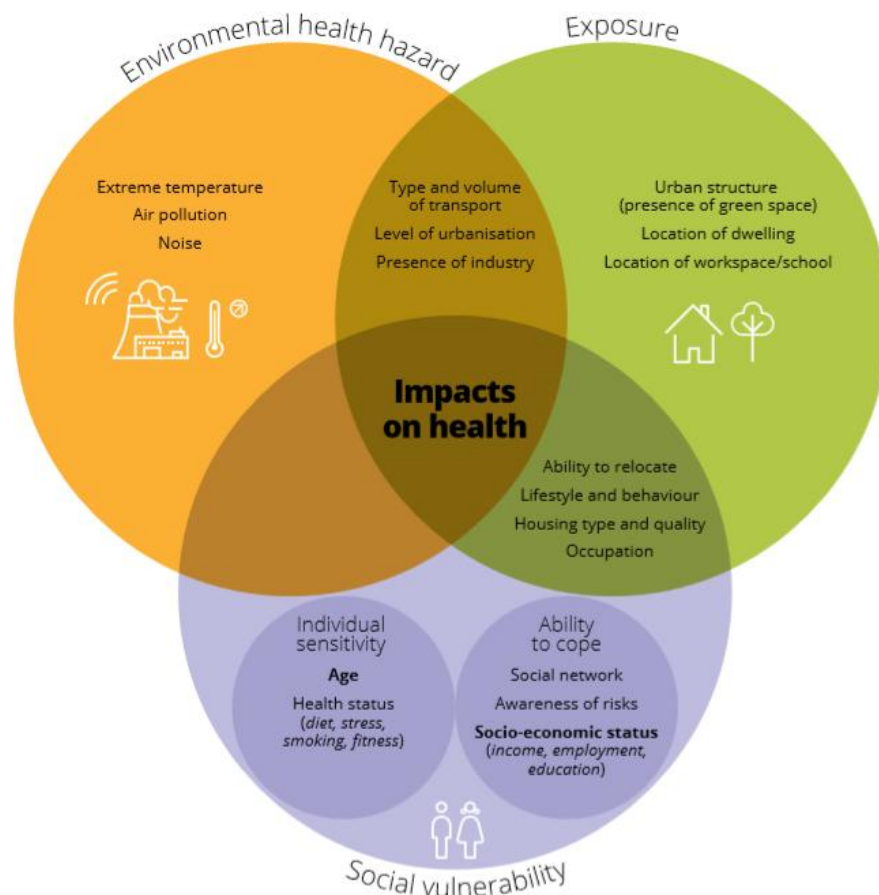 Environmental health hazard
Exposure
Extreme temperature
Air pollution
Noise
Type and volume
of transport
Level of urbanisation
Presence of industry
Urban structure
(presence of green space)
Location of dwelling
Location of workspace/school
Impacts
on health
Ability to relocate
Lifestyle and behaviour
Housing type and quality
Occupation
Individual
sensitivity
Age
Health status
(diet, stress,
smoking, fitness)
Ability
to cope
Social network
Awareness of risks
Socio-economic status
(income, employment,
education)
Social vulnerability